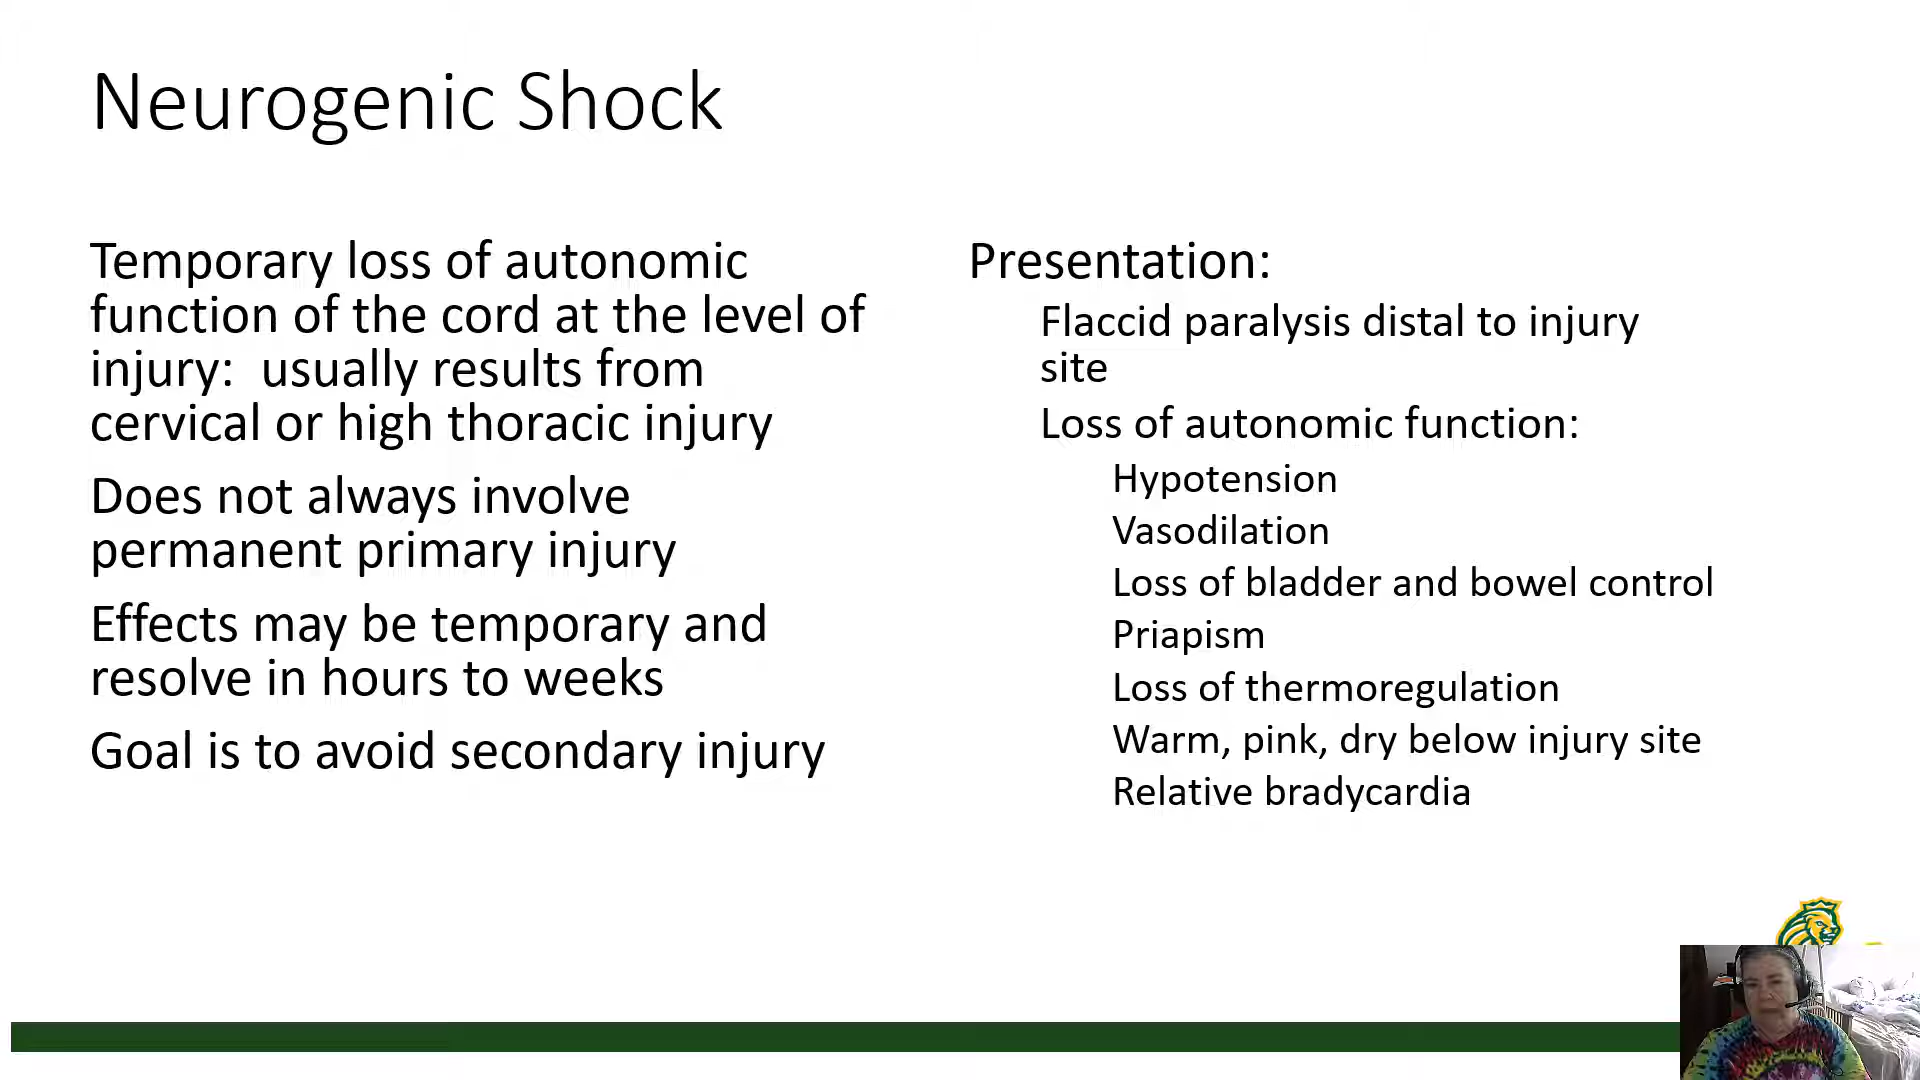 Neurogenic Shock
Temporary loss of autonomic
function of the cord at the level of
injury:  usually results from
cervical or high thoracic injury
Does not always involve
permanent primary injury
Effects may be temporary and
resolve in hours to weeks
Goal is to avoid secondary injury
Presentation:
Flaccid paralysis distal to injury
site
Loss of autonomic function:
Hypotension
Vasodilation
Loss of bladder and bowel control
Priapism
Loss of thermoregulation
Warm, pink, dry below injury site
Relative bradycardia